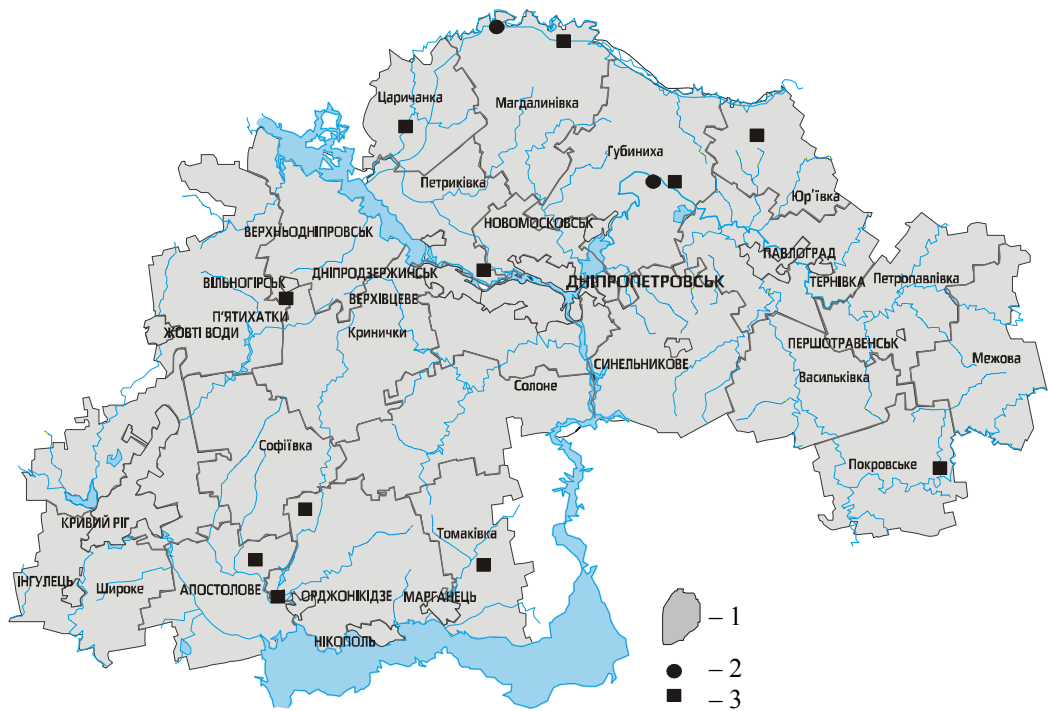 Царичанка
Магдалинівка
Губиниха
Петриківка
Юр'ївка
НОВОМОСКОВСЬК
ВЕРХНЬОДНІПРОВСЬК
ПАВЛОГРАД
ДНІПРОДЗЕРЖИНСЬК
ДНІПРОПЕТРОВСЬК
ТЕРНІВКА
Петропавлівка
ВІЛЬНОГІРСЬК
ВЕРХІВЦЕВЕ
П'ЯТИХАТКИ
ЖОВТІ ВОДИ
Кринички
ПЕРШОТРАВЕНСЬК
Межова
СИНЕЛЬНИКОВЕ
Васильківка
Солоне
Софіївка
Покровське
КРИВИЙ РІГ
Томаківка
ІНГУЛЕЦЬ
Широке
АПОСТОЛОВЕ
ОРДЖОНІКІДЗЕ
МАРГАНЕЦЬ
НІКОПОЛЬ
– 1
– 2
– 3